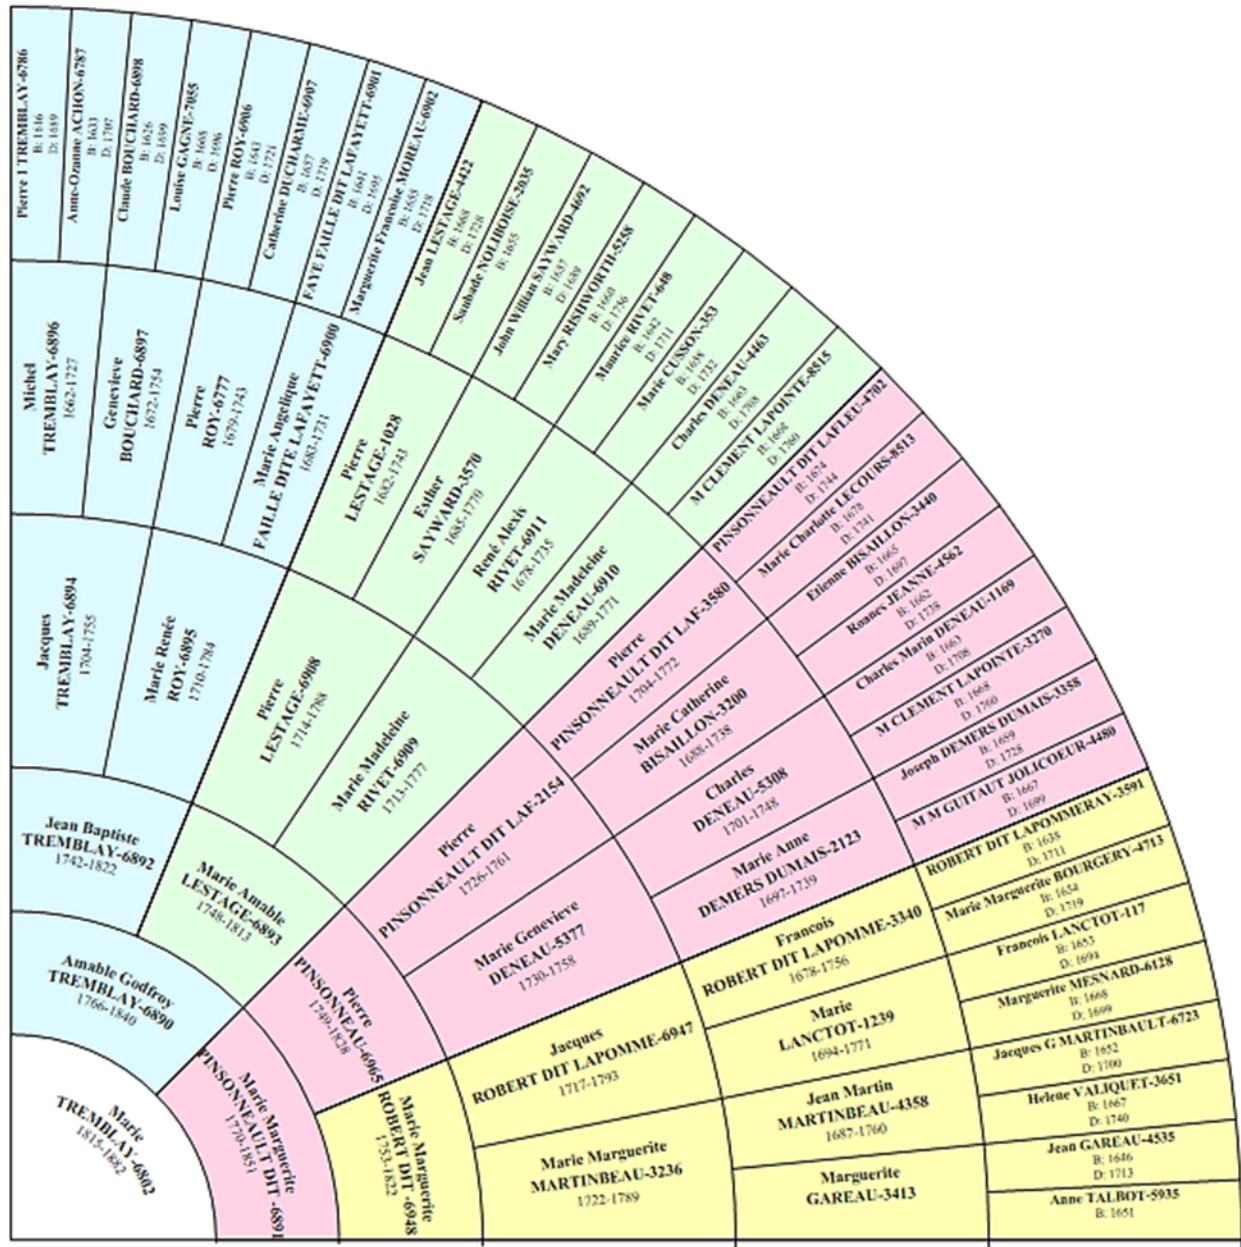 Pierre 1 TREMBLAY-6786
B: 1616
D: 1689
Anne-Ozanne ACHON-6787
B: 1633
D: 1707
Claude BOUCHARD-6898
B: 1626
D: 1699
Louise GAGNE-7055
B: 1668
D: 1696
Pierre ROY-6906
B: 1643
D: 1721
Catherine DUCHARME-6907
B: 1657
D: 1719
FAYE FAILLE DIT LAFAYETT-6901
B: 1641
D: 1695
Marguerite Francoise MOREAU-6902
B: 1655
D: 1718
Jean LESTAGE-4422
B: 1668
D: 1728
Saubade NOLIBOISE-2035
B: 1655
John Willian SAYWARD-4692
B: 1657
D: 1689
Mary RISHWORTH-5258
B: 1660
D: 1756
Maurice RIVET-648
B: 1642
D: 1711
Marie CUSSON-353
B: 1658
D: 1732
Charles DENEAU-4463
B: 1663
D: 1708
M CLEMENT LAPOINTE-8515
B: 1668
D: 1760
PINSONNEAULT DIT LAFLEU-4702
B: 1674
D: 1744
Marie Charlotte LECOURS-8513
B: 1678
D: 1741
Etienne BISAILLON-3440
B: 1665
D: 1697
Roanes JEANNE-4562
B: 1662
D: 1738
Charles Marin DENEAU-1169
B: 1663
D: 1708
M CLEMENT LAPOINTE-3270
B: 1668
D: 1760
Joseph DEMERS DUMAIS-3358
B: 1659
D: 1728
M M GUITAUT JOLICOEUR-4480
B: 1667
D: 1699
ROBERT DIT LAPOMMERAY-3591
B: 1638
D: 1711
Marie Marguerite BOURGERY-4713
B: 1654
D: 1719
Francois LANCTOT-117
B: 1653
D: 1694
Marguerite MESNARD-6128
B: 1668
D: 1699
Jacques G MARTINBAULT-6723
B: 1652
D: 1700
Helene VALIQUET-3651
B: 1667
D: 1740
Jean GAREAU-4535
B: 1646
D: 1713
Anne TALBOT-5935
B: 1651
Michel
TREMBLAY-6896
1662-1727
Genevieve
BOUCHARD-6897
1672-1754
Pierre
ROY-6777
1679-1743
Marie Angelique
FAILLE DITE LAFAYETT-6900
1683-1731
Pierre
LESTAGE-1028
1682-1743
Esther
SAYWARD-3570
1685-1770
René Alexis
RIVET-6911
1678-1735
Marie Madeleine
DENEAU-6910
1689-1771
Pierre
PINSONNEAULT DIT LAF-3580
1704-1772
Marie Catherine
BISAILLON-3200
1688-1738
Charles
DENEAU-5308
1701-1748
Marie Anne
DEMERS DUMAIS-2123
1697-1739
Francois
ROBERT DIT LAPOMME-3340
1678-1756
Marie
LANCTOT-1239
1694-1771
Jean Martin
MARTINBEAU-4358
1687-1760
Marguerite
GAREAU-3413
Jacques
TREMBLAY-6894
1704-1755
Marie Renée
ROY-6895
1710-1784
Pierre
LESTAGE-6908
1714-1788
Marie Madeleine
RIVET-6909
1713-1777
Pierre
PINSONNEAULT DIT LAF-2154
1726-1761
Marie Genevieve
DENEAU-5377
1730-1758
Jacques
ROBERT DIT LAPOMME-6947
1717-1793
Marie Marguerite
MARTINBEAU-3236
1722-1789
Jean Baptiste
TREMBLAY-6892
1742-1822
Marie Amable
LESTAGE-6893
1748-1813
Pierre
PINSONNEAU-6965
1749-1828
Marie Marguerite
ROBERT DIT -6948
1753-1822
Amable Godfroy
TREMBLAY-6890
1766-1840
Marie Marguerite
PINSONNEAULT DIT -6891
1770-1851
Marie
TREMBLAY-6802
1815-1882